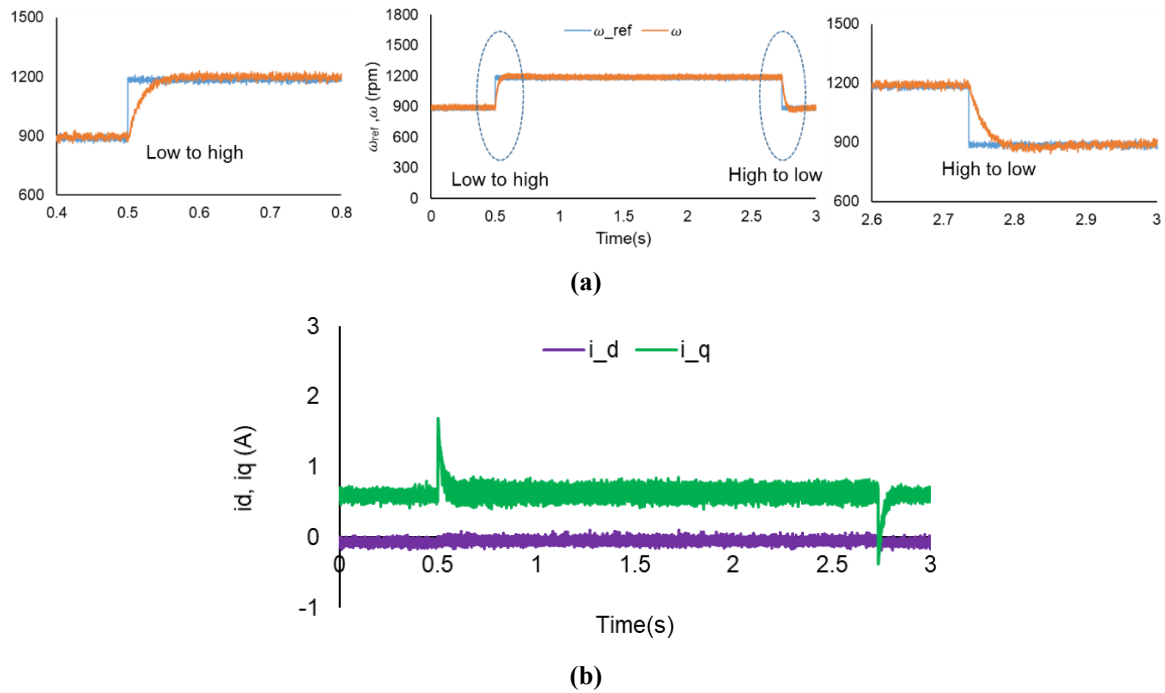 1500
1200
900
600
0.4 0.5 0.6 0.7 0.8
Low to high
1800
1500
1200
900
600
300
0
ω_ref ω
ω_ref ,ω (rpm)
Low to high
High to low
0 0.5 1 1.5 2 2.5 3
Time(s)
1500
1200
900
600
2.6 2.7 2.8 2.9 3
High to low
(a)
3
2
1
0
-1
i_d i_q
id, iq (A)
0 0.5 1 1.5 2 2.5 3
Time(s)
(b)